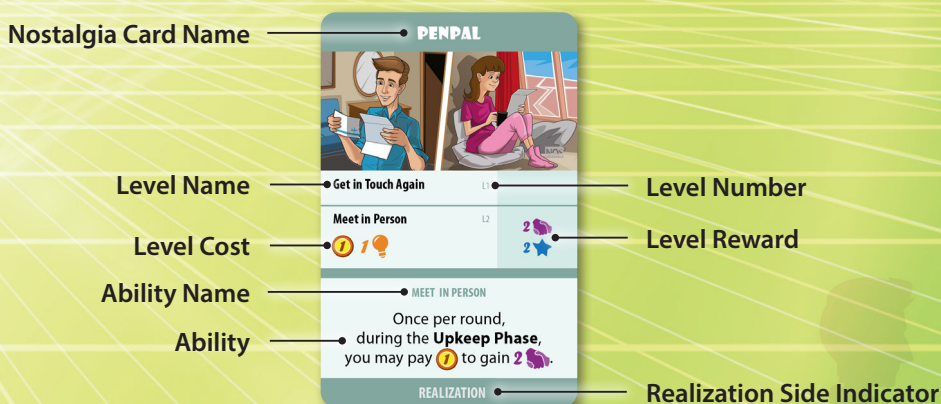 Nostalgia Card Name
PENPAL
Level Name
Get in Touch Again
L1
Level Number
Meet in Person
L2
2
Level Cost
1 1
2
Level Reward
Ability Name
MEET IN PERSON
Ability
Once per round,
during the Upkeep Phase,
you may pay 1 to gain 2 .
REALIZATION
Realization Side Indicator